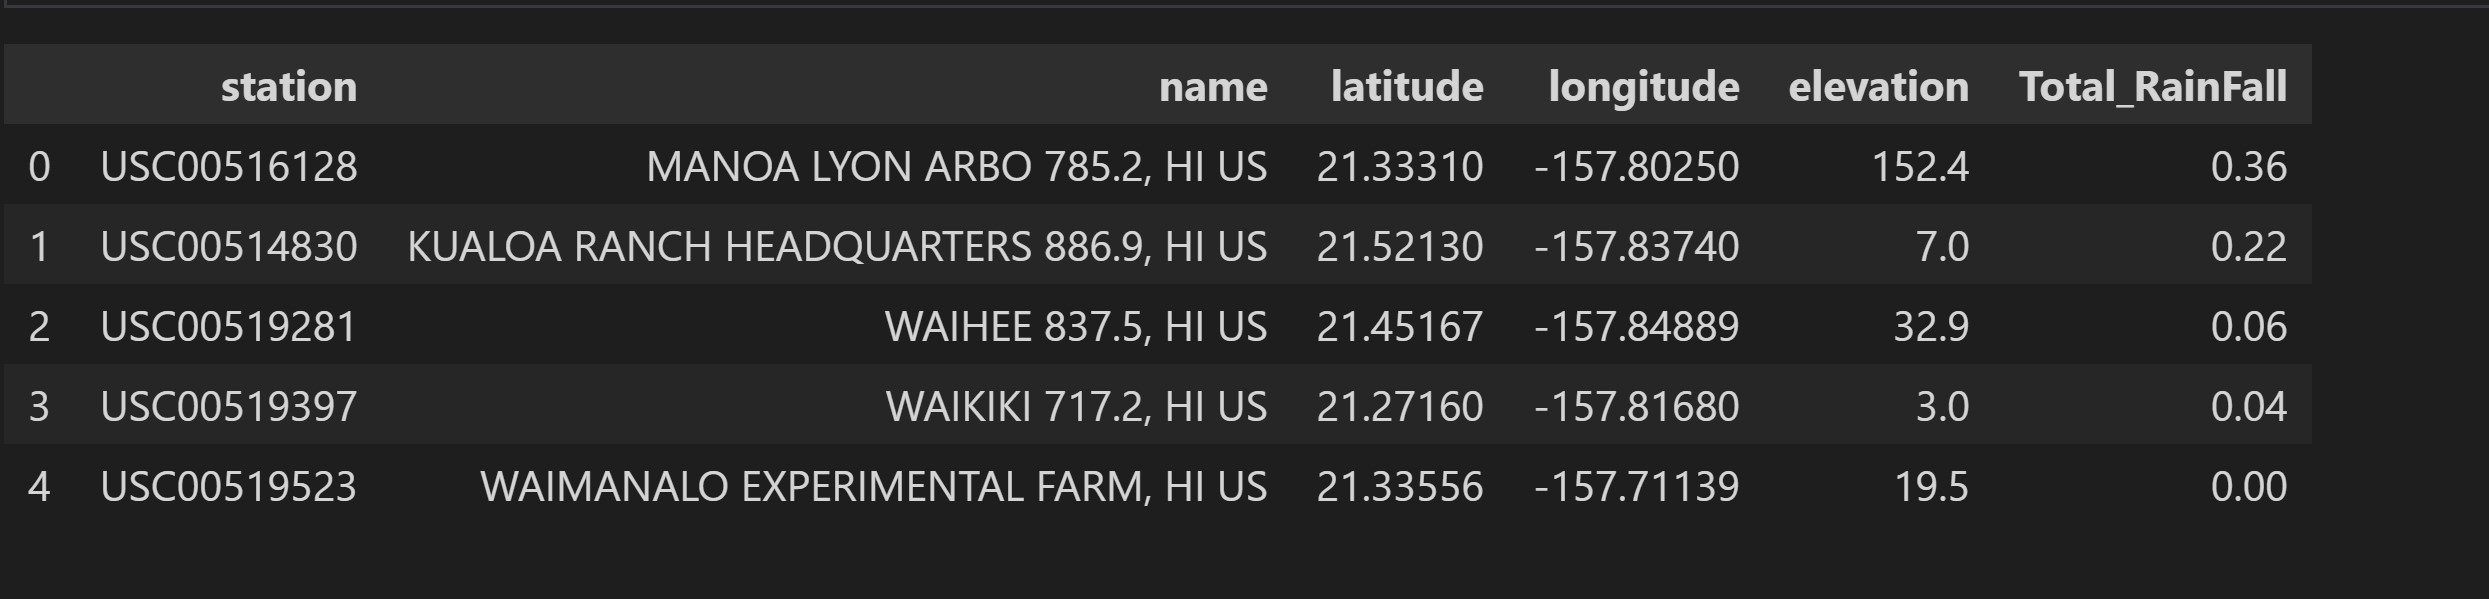 station name latitude longitude elevation Total_RainFall
0 USC00516128 MANOA LYON ARBO 785.2, HI US 21.33310 -157.80250 152.4 0.36
1 USC00514830 KUALOA RANCH HEADQUARTERS 886.9, HI US 21.52130 -157.83740 7.0 0.22
2 USC00519281 WAIHEE 837.5, HI US 21.45167 -157.84889 32.9 0.06
3 USC00519397 WAIKIKI 717.2, HI US 21.27160 -157.81680 3.0 0.04
4 USC00519523 WAIMANALO EXPERIMENTAL FARM, HI US 21.33556 -157.71139 19.5 0.00